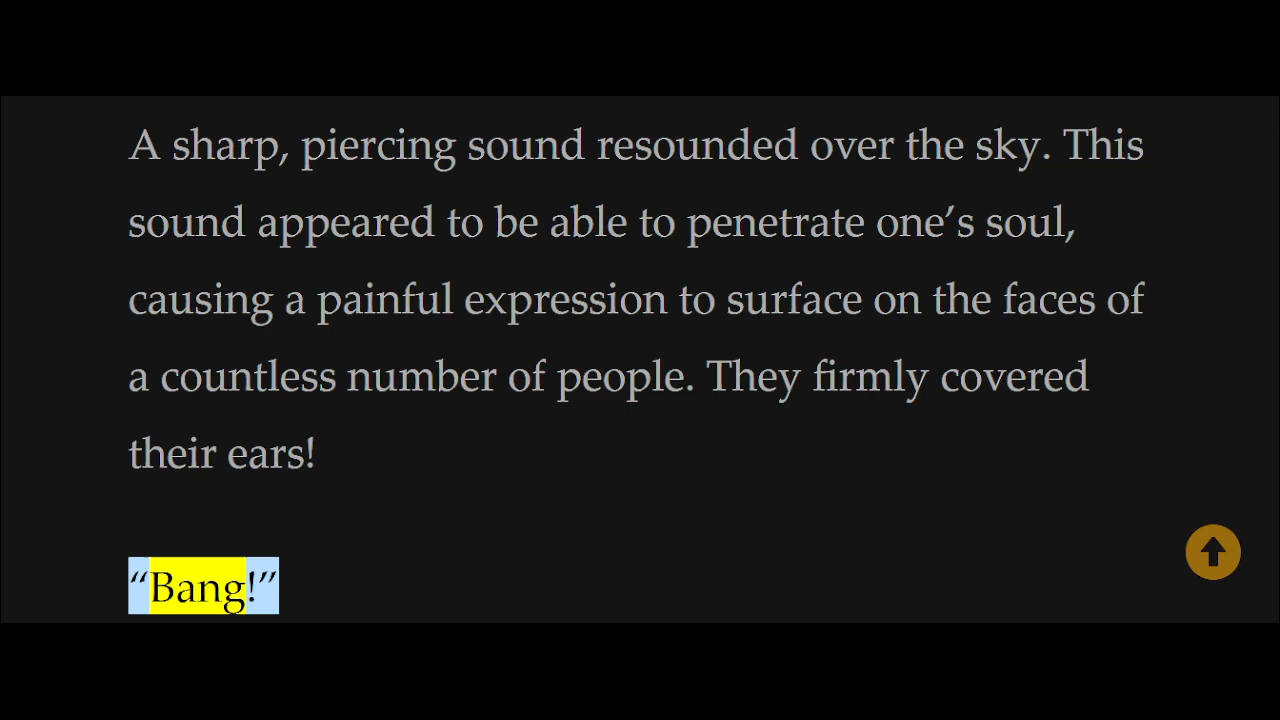 A sharp, piercing sound resounded over the sky. This
sound appeared to be able to penetrate one’s soul,
causing a painful expression to surface on the faces of
a countless number of people. They firmly covered
their ears!
“Bang!”